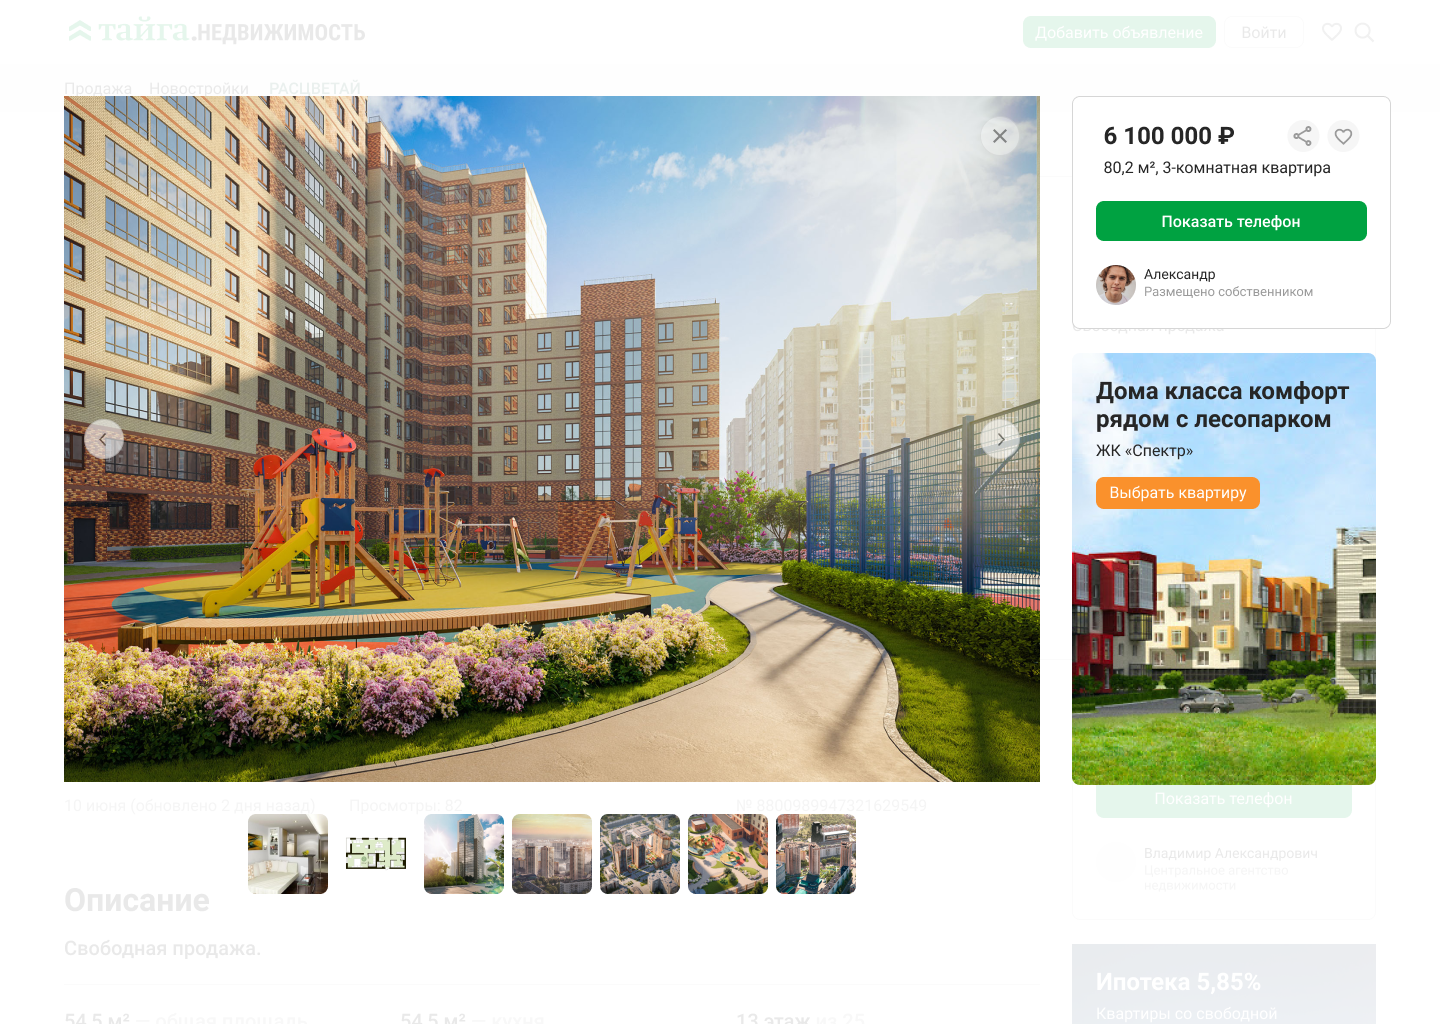 тайга.НЕДВИЖИМОСТЬ
Добавить объявление
Войти
Продажа
Новостройки
РАСЦВЕТАЙ
6 100 000 ₽
80,2 м², 3-комнатная квартира
Показать телефон
Александр
Размещено собственником
Свободная продажа
Дома класса комфорт
рядом с лесопарком
ЖК «Спектр»
Выбрать квартиру
10 июня (обновлено 2 дня назад)
Просмотры: 82
№ 8800989947321629549
Показать телефон
Владимир Александрович
Центральное агентство
недвижимости
Описание
Свободная продажа.
Ипотека 5,85%
Квартиры со свободной
54,5 м² — общая площадь
54,5 м² — кухня
13 этаж из 25